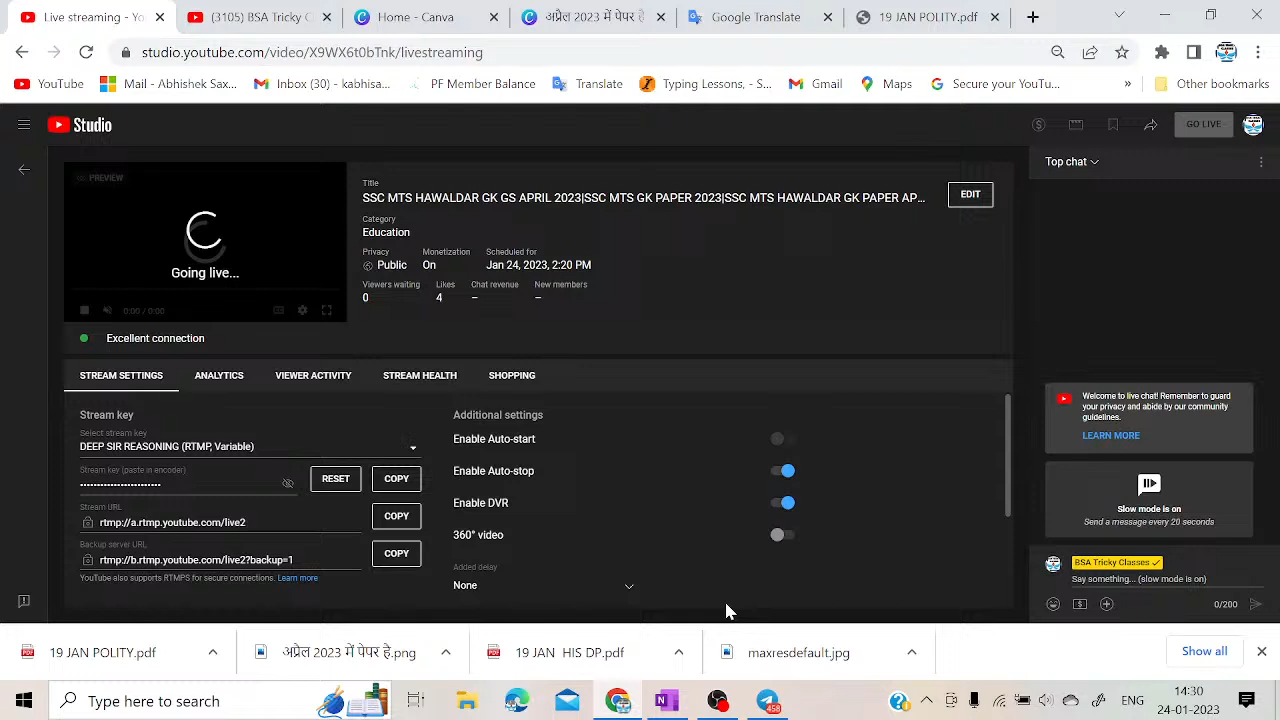 Live streaming - Yo
(3105) BSA Tricky C
Home - Canva
अप्रेल 2023 में पेपर है
Google Translate
19 JAN POLITY.pdf
studio.youtube.com/video/X9WX6t0bTnk/livestreaming
YouTube
Mail - Abhishek Sax...
Inbox (30) - kabhisa...
PF Member Balance
Translate
Typing Lessons, - S...
Gmail
Maps
Secure your YouTu...
»
Other bookmarks
Studio
GO LIVE
PREVIEW
Going live...
0:00 / 0:00
Title
SSC MTS HAWALDAR GK GS APRIL 2023|SSC MTS GK PAPER 2023|SSC MTS HAWALDAR GK PAPER AP...
EDIT
Category
Education
Privacy
Monetization
Scheduled for
Public
On
Jan 24, 2023, 2:20 PM
Viewers waiting
Likes
Chat revenue
New members
0
4
–
–
Excellent connection
STREAM SETTINGS
ANALYTICS
VIEWER ACTIVITY
STREAM HEALTH
SHOPPING
Stream key
Select stream key
DEEP SIR REASONING (RTMP, Variable)
Stream key (paste in encoder)
••••••••••••••••••••••••
RESET
COPY
Stream URL
rtmp://a.rtmp.youtube.com/live2
COPY
Backup server URL
rtmp://b.rtmp.youtube.com/live2?backup=1
COPY
YouTube also supports RTMPS for secure connections. Learn more
Additional settings
Enable Auto-start
Enable Auto-stop
Enable DVR
360° video
Added delay
None
Top chat
Welcome to live chat! Remember to guard
your privacy and abide by our community
guidelines.
LEARN MORE
Slow mode is on
Send a message every 20 seconds
BSA Tricky Classes
Say something... (slow mode is on)
0/200
19 JAN POLITY.pdf
अप्रेल 2023 में पेपर है.png
19 JAN HIS DP.pdf
maxresdefault.jpg
Show all
Type here to search
458
ENG
14:30
24-01-2023